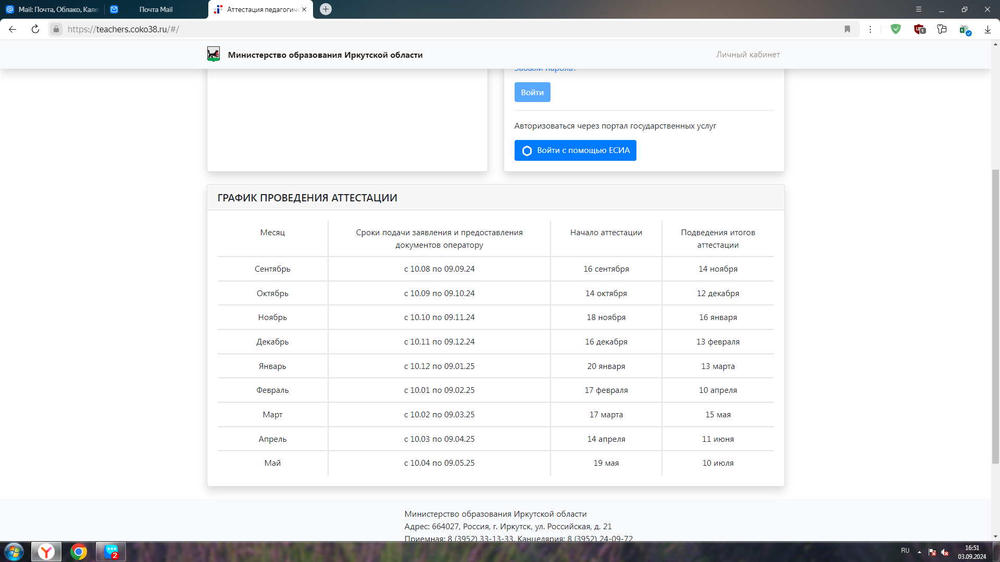 Mail: Почта, Облако, Кале
Почта Mail
Аттестация педагогиче
https://teachers.coko38.ru/#/
1
Министерство образования Иркутской области
Личный кабинет
Забыли пароль?
Войти
Авторизоваться через портал государственных услуг
Войти с помощью ЕСИА
ГРАФИК ПРОВЕДЕНИЯ АТТЕСТАЦИИ
Месяц
Сроки подачи заявления и предоставления
документов оператору
Начало аттестации
Подведения итогов
аттестации
Сентябрь с 10.08 по 09.09.24 16 сентября 14 ноября
Октябрь с 10.09 по 09.10.24 14 октября 12 декабря
Ноябрь с 10.10 по 09.11.24 18 ноября 16 января
Декабрь с 10.11 по 09.12.24 16 декабря 13 февраля
Январь с 10.12 по 09.01.25 20 января 13 марта
Февраль с 10.01 по 09.02.25 17 февраля 10 апреля
Март с 10.02 по 09.03.25 17 марта 15 мая
Апрель с 10.03 по 09.04.25 14 апреля 11 июня
Май с 10.04 по 09.05.25 19 мая 10 июля
Министерство образования Иркутской области
Адрес: 664027, Россия, г. Иркутск, ул. Российская, д. 21
Приемная: 8 (3952) 33-13-33, Канцелярия: 8 (3952) 24-09-72
2
RU
16:51
03.09.2024